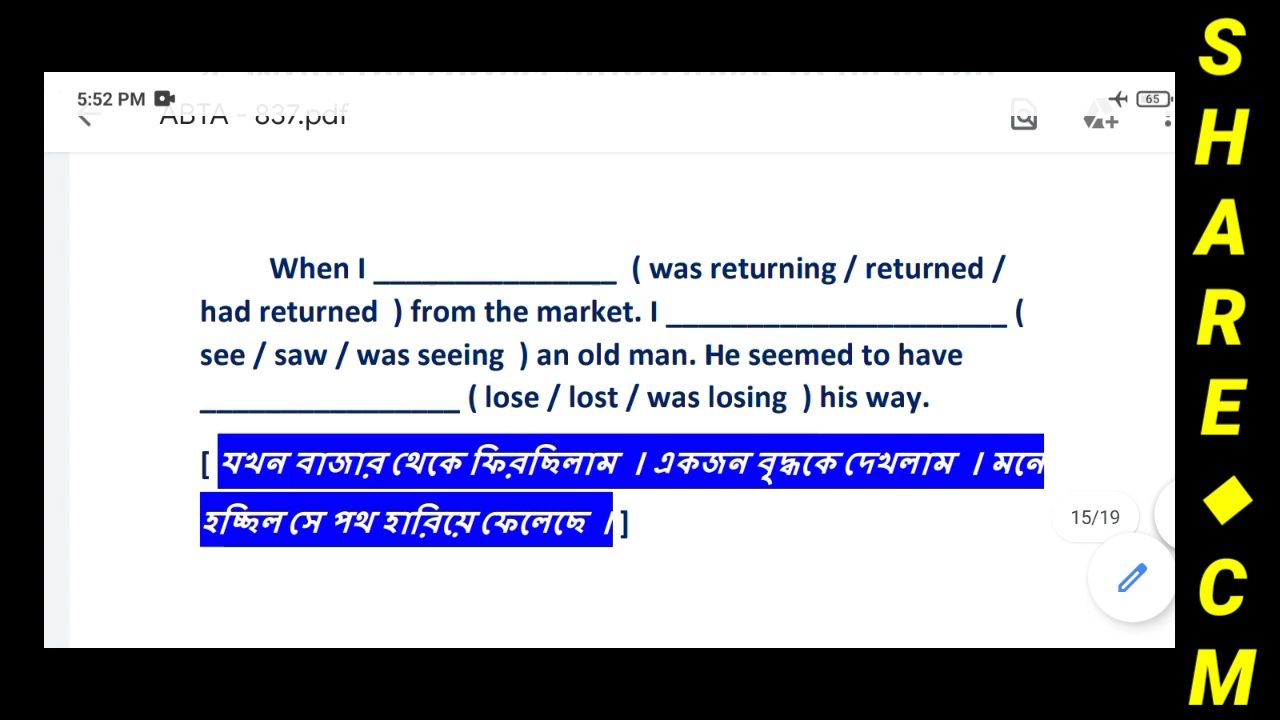 5:52 PM
65
ABTA - 837.pdf
When I ________________ ( was returning / returned /
had returned ) from the market. I ______________________ (
see / saw / was seeing ) an old man. He seemed to have
_________________ ( lose / lost / was losing ) his way.
[ যখন বাজার থেকে ফিরছিলাম । একজন বৃদ্ধকে দেখলাম । মনে
হচ্ছিল সে পথ হারিয়ে ফেলেছে । ]
15/19
S
H
A
R
E
◆
C
M